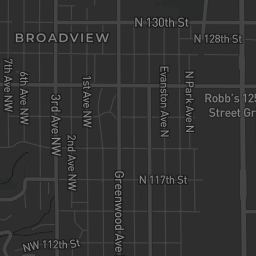 N 130th St
BROADVIEW
N 128th St
7th Ave NW
6th Ave NW
1st Ave NW
Evanston Ave N
N Park Ave N
3rd Ave NW
Robb's 125
Street Gr
2nd Ave NW
N 117th St
Greenwood Ave
NW 112th St